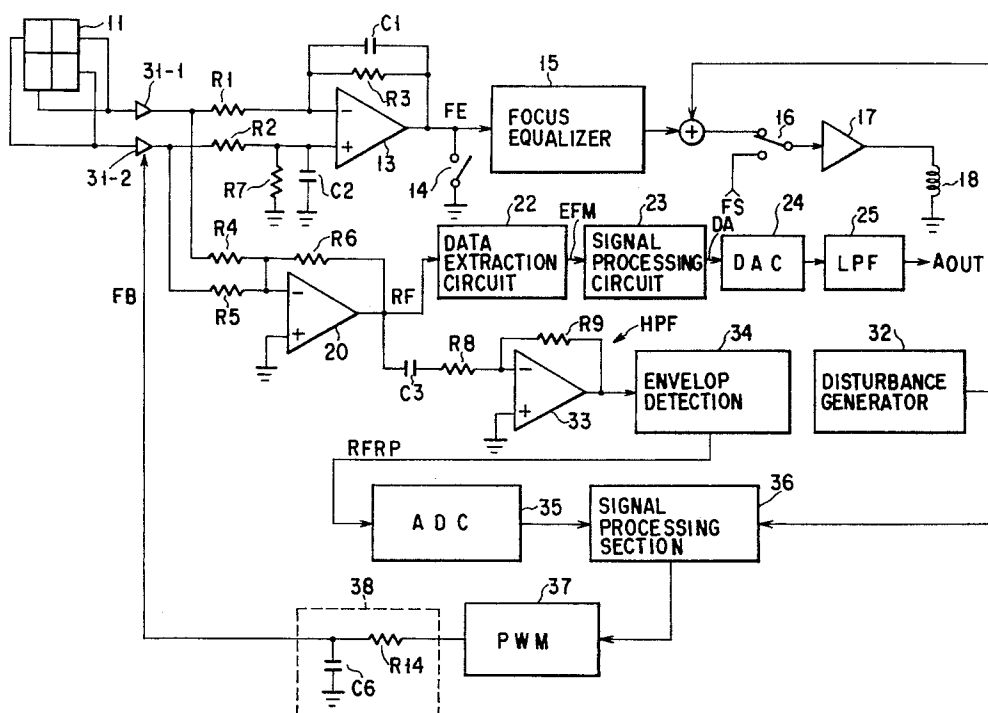 11
31-1
31-2
R1
R2
R7
C1
R3
13
C2
FE
14
15
FOCUS
EQUALIZER
16
17
FS
18
R4
R5
R6
20
RF
FB
22
DATA
EXTRACTION
CIRCUIT
EFM
23
SIGNAL
PROCESSING
CIRCUIT
DA
24
DAC
25
LPF
AOUT
C3
R8
R9
33
HPF
34
ENVELOP
DETECTION
32
DISTURBANCE
GENERATOR
RFRP
35
ADC
36
SIGNAL
PROCESSING
SECTION
37
PWM
38
R14
C6